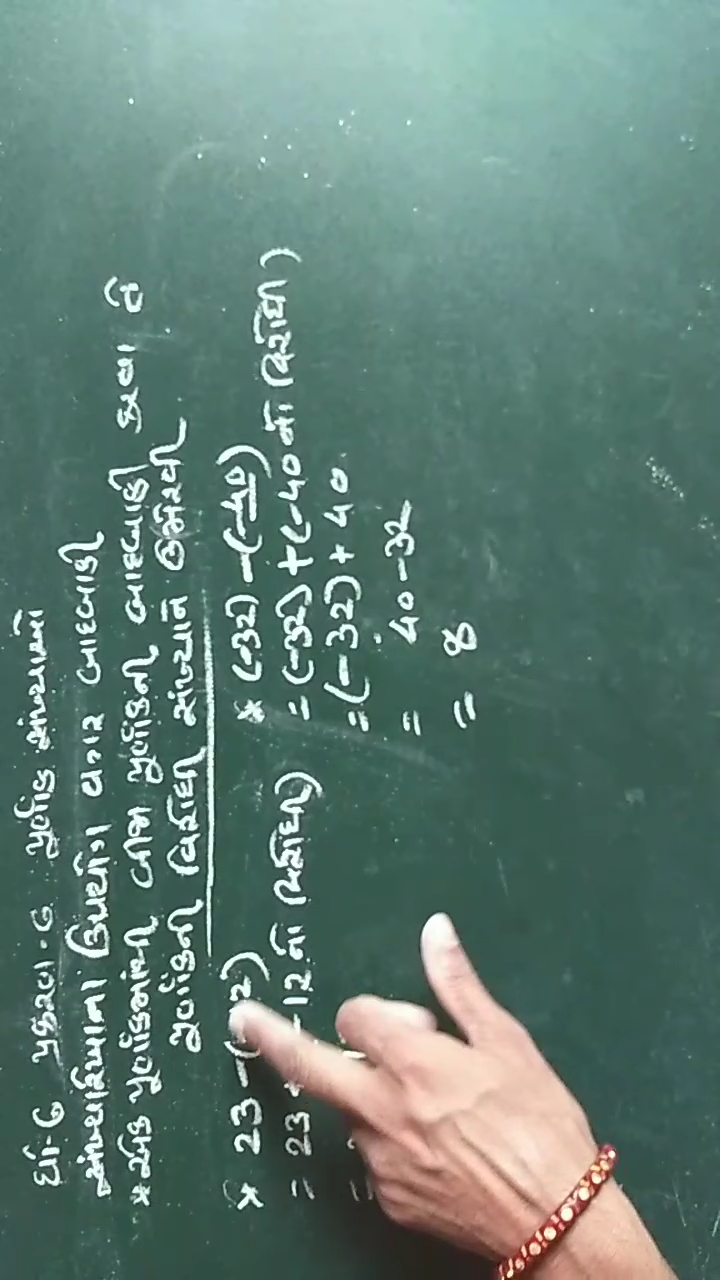 ધો-6 પ્રકરણ-6 પૂર્ણાંક સંખ્યાઓ
સંખ્યારેખાના ઉપયોગ વગર બાદબાકી
* એક પૂર્ણાંકમાંથી બીજા પૂર્ણાંકની બાદબાકી કરવા તે
પૂર્ણાંકની વિરોધી સંખ્યાને ઉમેરવી
* 23 -(-12)
= 23 + -12 ના વિરોધી)
=
* (-32) -(-40)
= (-32) + (-40 ના વિરોધી)
= (-32) + 40
= 40-32
= 8